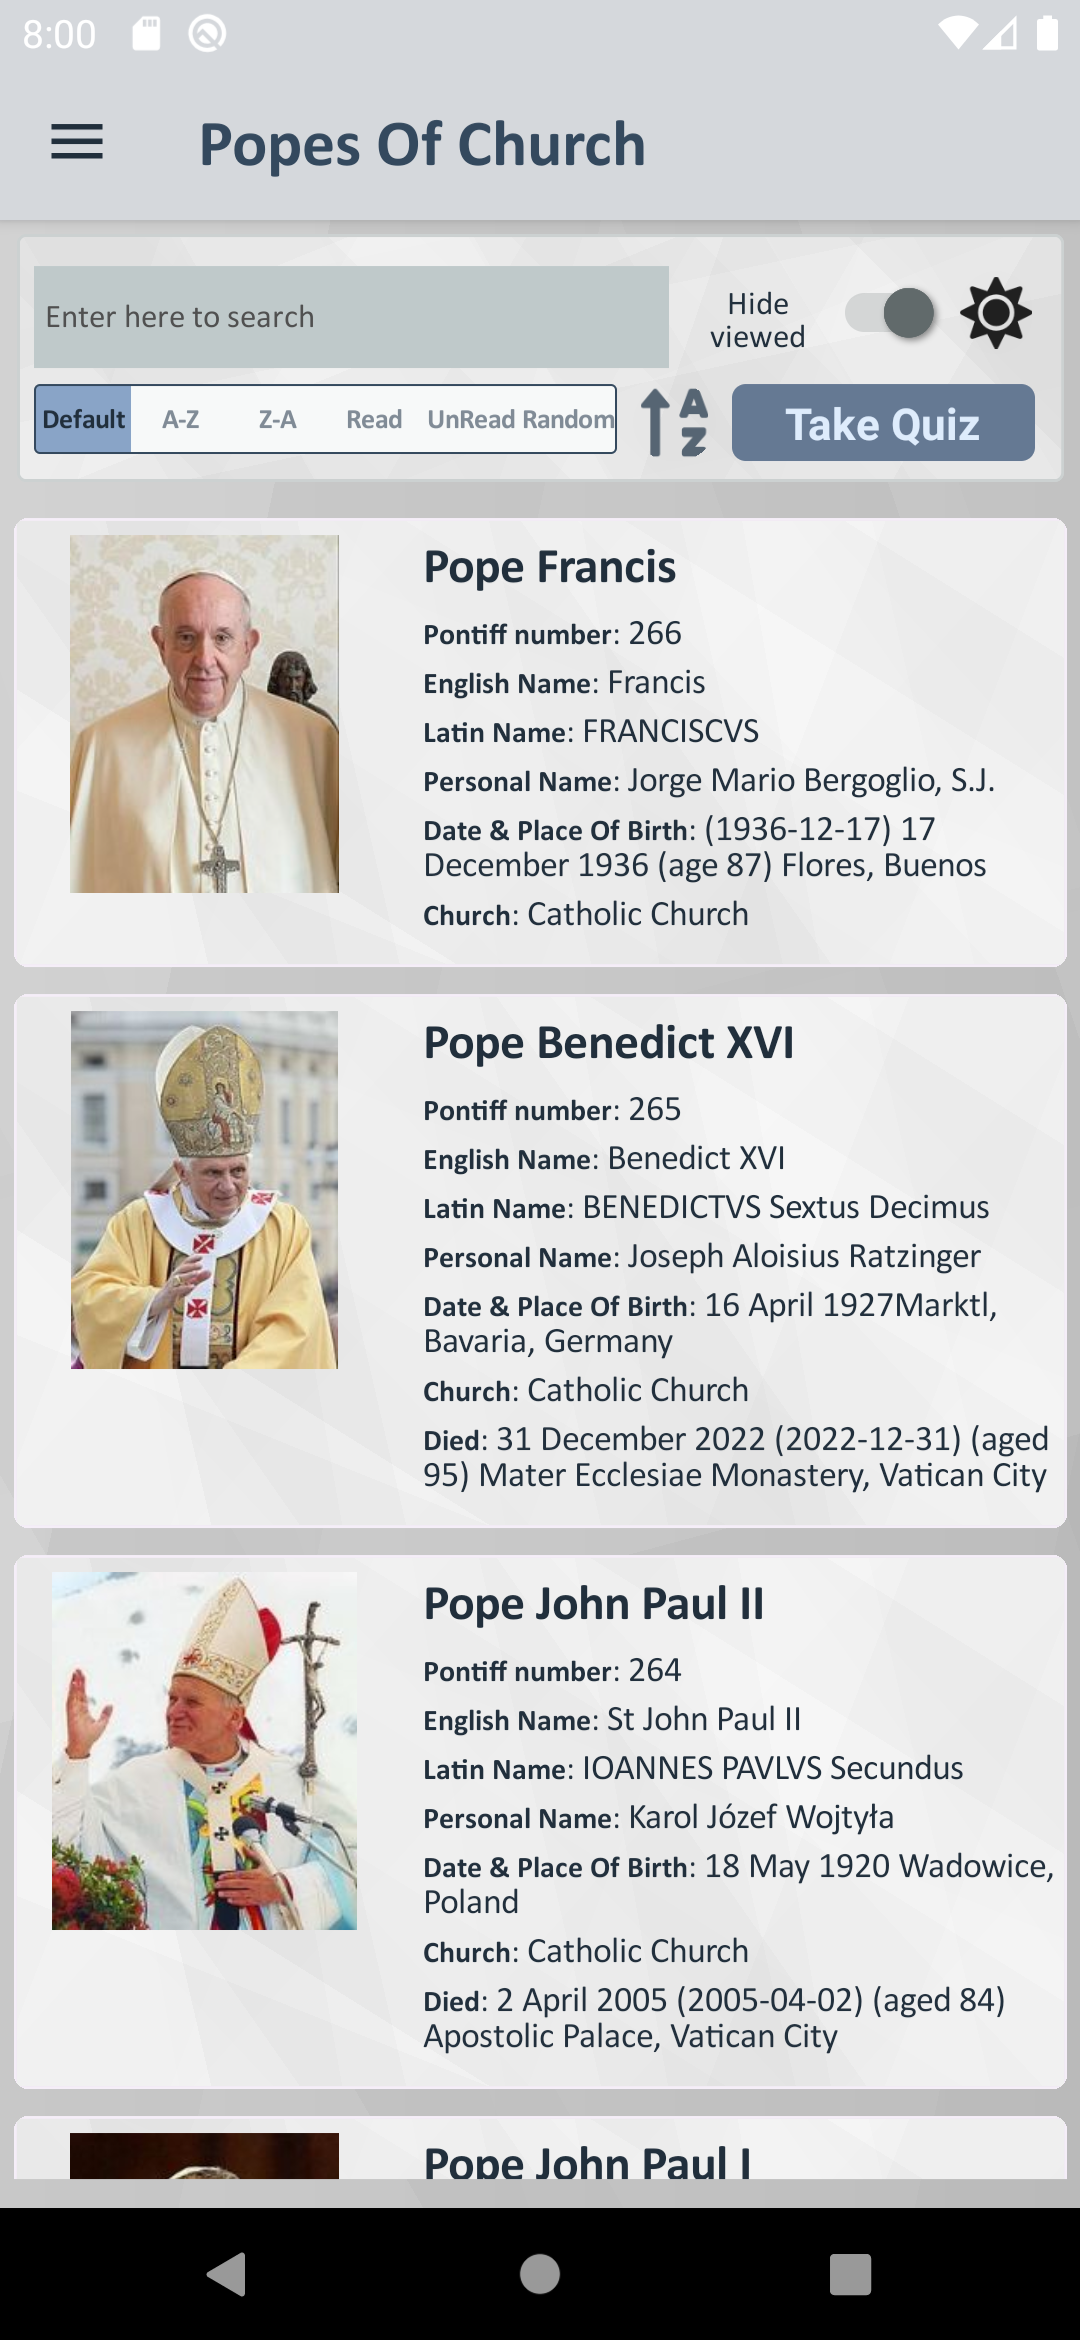 8:00
Popes Of Church
Enter here to search
Hide
viewed
Default A-Z Z-A Read UnRead Random
A
Z
Take Quiz
Pope Francis
Pontiff number: 266
English Name: Francis
Latin Name: FRANCISCVS
Personal Name: Jorge Mario Bergoglio, S.J.
Date & Place Of Birth: (1936-12-17) 17
December 1936 (age 87) Flores, Buenos
Church: Catholic Church
Pope Benedict XVI
Pontiff number: 265
English Name: Benedict XVI
Latin Name: BENEDICTVS Sextus Decimus
Personal Name: Joseph Aloisius Ratzinger
Date & Place Of Birth: 16 April 1927Marktl,
Bavaria, Germany
Church: Catholic Church
Died: 31 December 2022 (2022-12-31) (aged
95) Mater Ecclesiae Monastery, Vatican City
Pope John Paul II
Pontiff number: 264
English Name: St John Paul II
Latin Name: IOANNES PAVLVS Secundus
Personal Name: Karol Józef Wojtyła
Date & Place Of Birth: 18 May 1920 Wadowice,
Poland
Church: Catholic Church
Died: 2 April 2005 (2005-04-02) (aged 84)
Apostolic Palace, Vatican City
Pope John Paul I